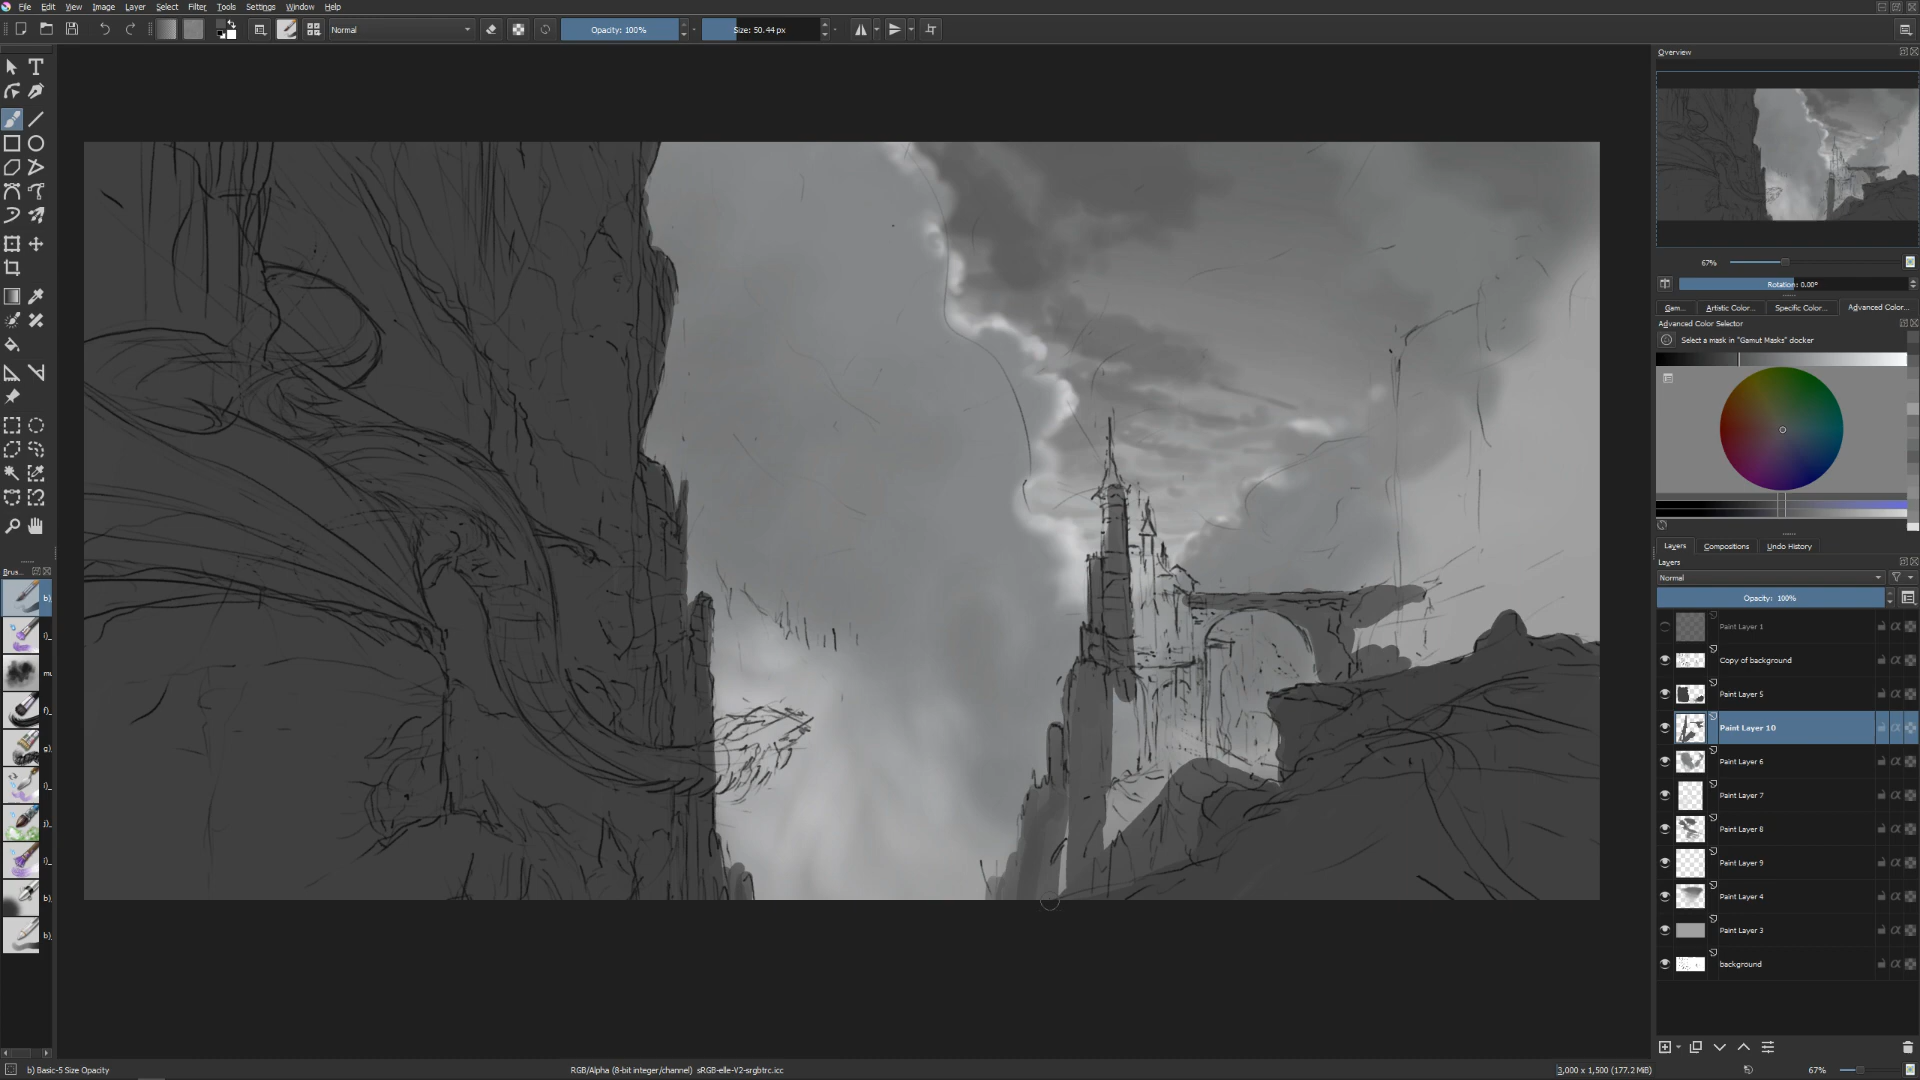 File Edit View Image Layer Select Filter Tools Settings Window Help
Normal
Opacity: 100%
Size: 50.44 px
Overview
67%
Rotation: 0.00°
Gam... Artistic Color... Specific Color... Advanced Color...
Advanced Color Selector
Select a mask in "Gamut Masks" docker
Layers Compositions Undo History
Layers
Normal
Opacity: 100%
Paint Layer 1
Copy of background
Paint Layer 5
Paint Layer 10
Paint Layer 6
Paint Layer 7
Paint Layer 8
Paint Layer 9
Paint Layer 4
Paint Layer 3
background
Brus...
b)
i)
f)
g)
i)
j)
i)
b)
b)
b) Basic-5 Size Opacity
RGB/Alpha (8-bit integer/channel) sRGB-elle-V2-srgbtrc.icc
3,000 x 1,500 (177.2 MiB)
67%